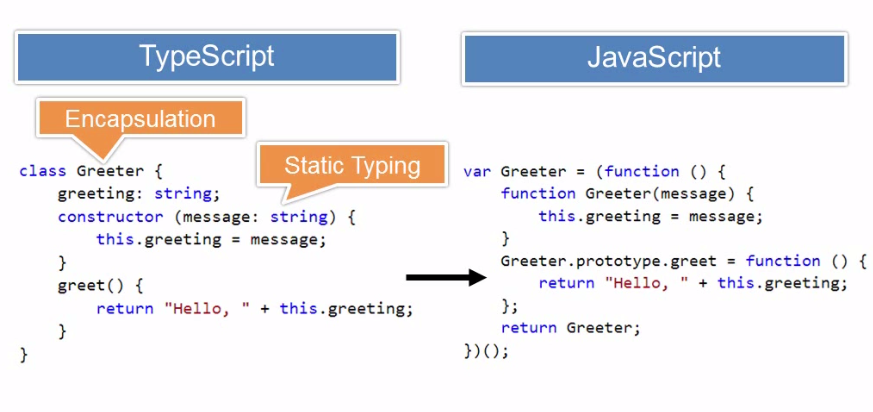 TypeScript
Encapsulation
Static Typing
class Greeter {
    greeting: string;
    constructor (message: string) {
        this.greeting = message;
    }
    greet() {
        return "Hello, " + this.greeting;
    }
}
JavaScript
var Greeter = (function () {
    function Greeter(message) {
        this.greeting = message;
    }
    Greeter.prototype.greet = function () {
        return "Hello, " + this.greeting;
    };
    return Greeter;
})();